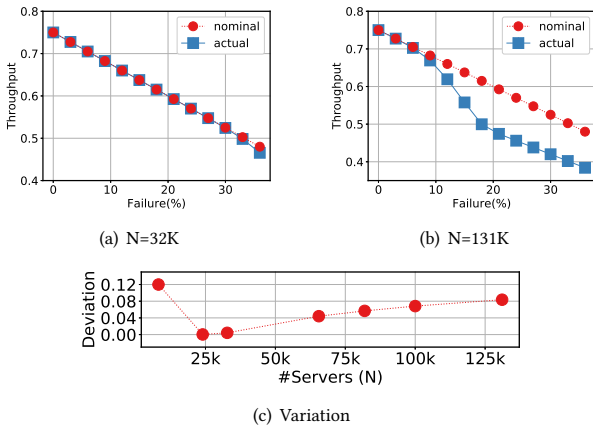 0.8
0.7
0.6
0.5
0.4
Throughput
nominal
actual
0 10 20 30
Failure(%)
(a) N=32K
0.8
0.7
0.6
0.5
0.4
Throughput
nominal
actual
0 10 20 30
Failure(%)
(b) N=131K
0.12
0.08
0.04
0.00
Deviation
25k 50k 75k 100k 125k
#Servers (N)
(c) Variation